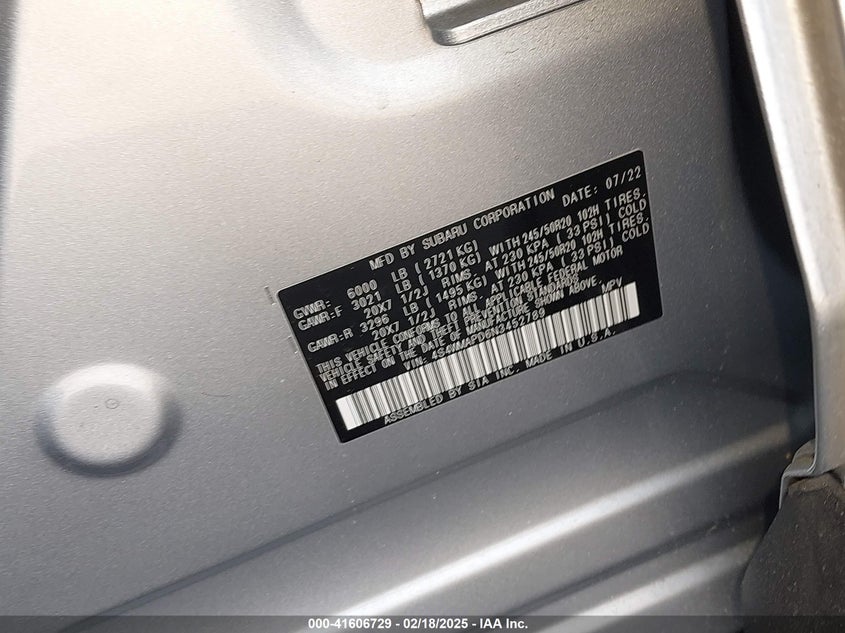 MFD BY SUBARU CORPORATION DATE: 07/22
GVWR: 6000 LB (2721 KG)
GAWR:F 3021 LB (1370 KG) WITH 245/50R20 102H TIRES,
20X7 1/2J RIMS, AT 230 KPA (33 PSI) COLD
GAWR:R 3296 LB (1495 KG) WITH 245/50R20 102H TIRES,
20X7 1/2J RIMS, AT 230 KPA (33 PSI) COLD
THIS VEHICLE CONFORMS TO ALL APPLICABLE FEDERAL MOTOR
VEHICLE SAFETY AND BUMPER STANDARDS
IN EFFECT ON THE DATE OF MANUFACTURE SHOWN ABOVE.
VIN: MPV
ASSEMBLED BY SIA INC. MADE IN U.S.A.
000-41606729 - 02/18/2025 - IAA Inc.